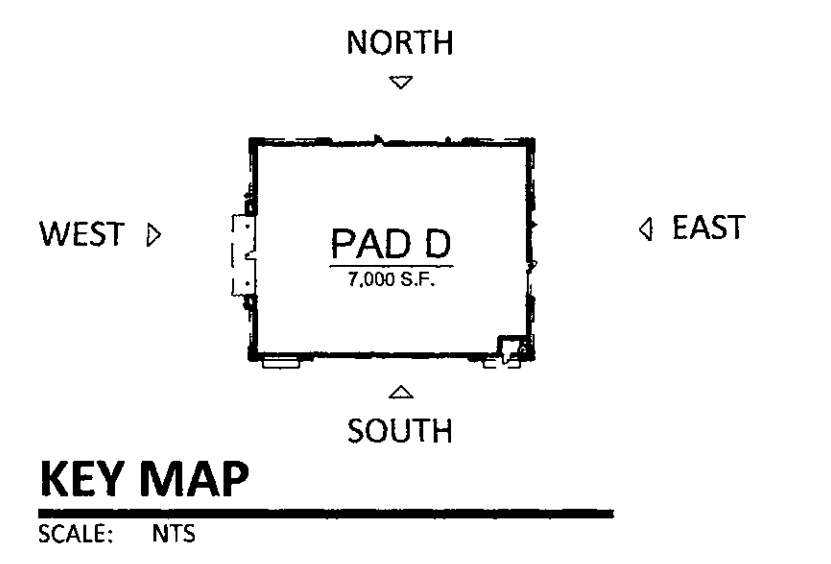 NORTH
WEST
PAD D
EAST
7,000 S.F.
SOUTH
KEY MAP
SCALE: NTS